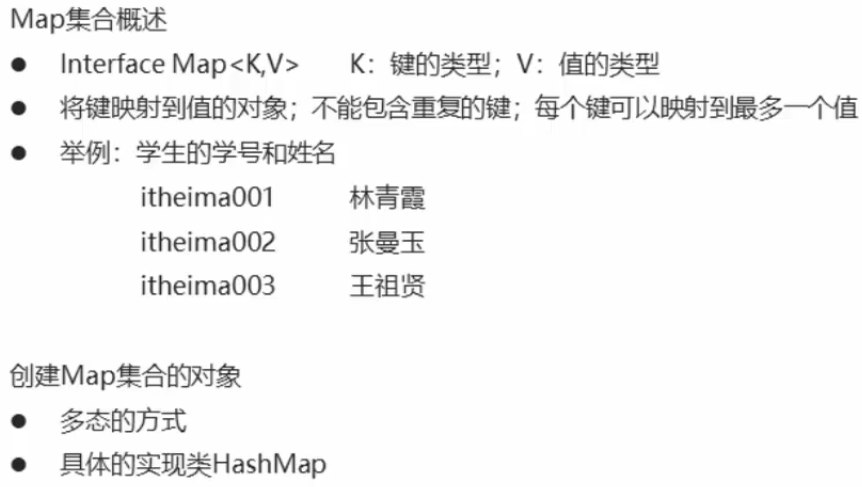 Map集合概述
● Interface Map<K,V> K：键的类型；V：值的类型
● 将键映射到值的对象；不能包含重复的键；每个键可以映射到最多一个值
● 举例：学生的学号和姓名
itheima001 林青霞
itheima002 张曼玉
itheima003 王祖贤
创建Map集合的对象
● 多态的方式
● 具体的实现类HashMap